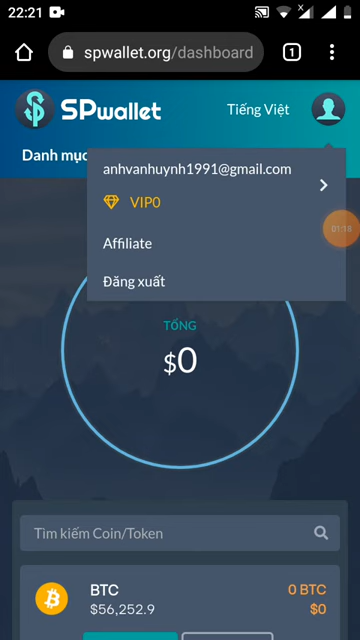 22:21
spwallet.org/dashboard
1
SPwallet
Tiếng Việt
Danh mục
anhvanhuynh1991@gmail.com
VIP0
01:18
Affiliate
Đăng xuất
TỔNG
$0
Tìm kiếm Coin/Token
BTC
0 BTC
$56,252.9
$0